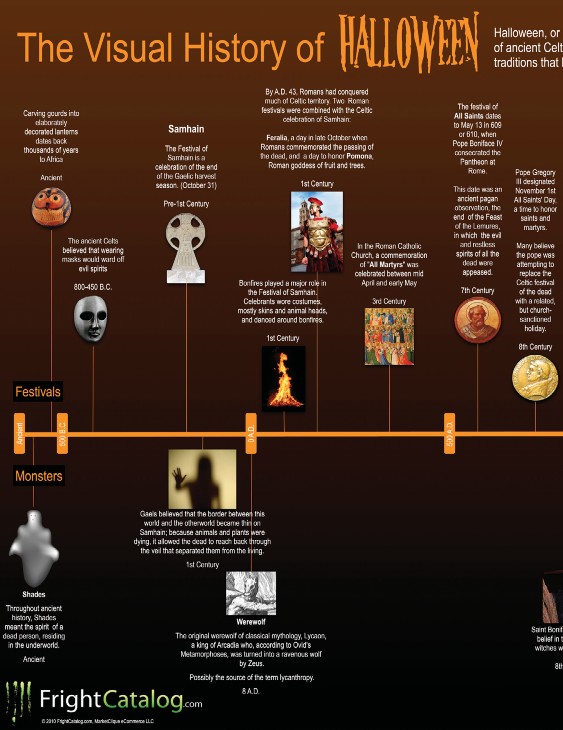 The Visual History of HALLOWEEN
Halloween, or
of ancient Celt
traditions that
Carving gourds into
elaborately
decorated lanterns
dates back
thousands of years
to Africa
Ancient
The ancient Celts
believed that wearing
masks would ward off
evil spirits
800-450 B.C.
Samhain
The Festival of
Samhain is a
celebration of the end
of the Gaelic harvest
season. (October 31)
Pre-1st Century
By A.D. 43, Romans had conquered
much of Celtic territory. Two Roman
festivals were combined with the Celtic
celebration of Samhain:
Feralia, a day in late October when
Romans commemorated the passing of
the dead, and a day to honor Pomona,
Roman goddess of fruit and trees.
1st Century
Bonfires played a major role in
the Festival of Samhain.
Celebrants wore costumes,
mostly skins and animal heads,
and danced around bonfires.
1st Century
In the Roman Catholic
Church, a commemoration
of "All Martyrs" was
celebrated between mid
April and early May
3rd Century
The festival of
All Saints dates
to May 13 in 609
or 610, when
Pope Boniface IV
consecrated the
Pantheon at
Rome.
This date was an
ancient pagan
observation, the
end of the Feast
of the Lemures,
in which the evil
and restless
spirits of all the
dead were
appeased.
7th Century
Pope Gregory
III designated
November 1st
All Saints' Day,
a time to honor
saints and
martyrs.
Many believe
the pope was
attempting to
replace the
Celtic festival
of the dead
with a related,
but church-
sanctioned
holiday.
8th Century
Festivals
Ancient
500 B.C.
0 A.D.
500 A.D.
Monsters
Shades
Throughout ancient
history, Shades
meant the spirit of a
dead person, residing
in the underworld.
Ancient
Gaels believed that the border between this
world and the otherworld became thin on
Samhain; because animals and plants were
dying, it allowed the dead to reach back through
the veil that separated them from the living.
1st Century
Werewolf
The original werewolf of classical mythology, Lycaon,
a king of Arcadia who, according to Ovid's
Metamorphoses, was turned into a ravenous wolf
by Zeus.
Possibly the source of the term lycanthropy.
8 A.D.
Saint Bonif
belief in
witches w
8th
FrightCatalog.com
© 2010 FrightCatalog.com, MarketClique eCommerce LLC